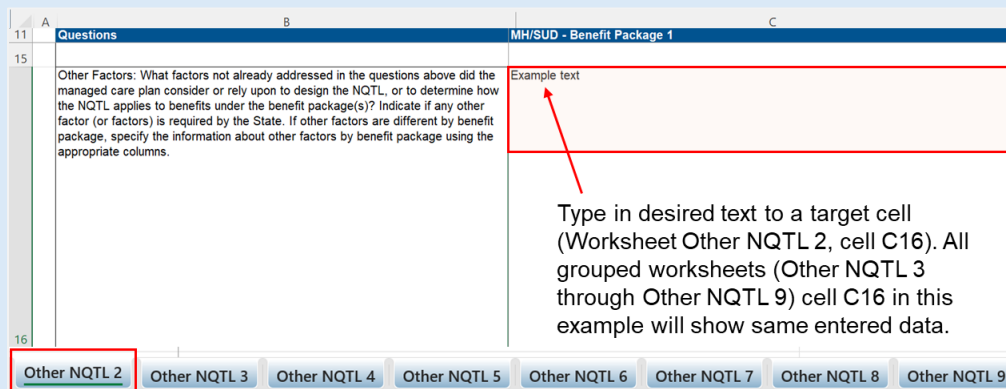 A B C
11 Questions MH/SUD - Benefit Package 1
15
Other Factors: What factors not already addressed in the questions above did the
managed care plan consider or rely upon to design the NQTL, or to determine how
the NQTL applies to benefits under the benefit package(s)? Indicate if any other
factor (or factors) is required by the State. If other factors are different by benefit
package, specify the information about other factors by benefit package using the
appropriate columns.
Example text
Type in desired text to a target cell
(Worksheet Other NQTL 2, cell C16). All
grouped worksheets (Other NQTL 3
through Other NQTL 9) cell C16 in this
example will show same entered data.
16
Other NQTL 2 Other NQTL 3 Other NQTL 4 Other NQTL 5 Other NQTL 6 Other NQTL 7 Other NQTL 8 Other NQTL 9